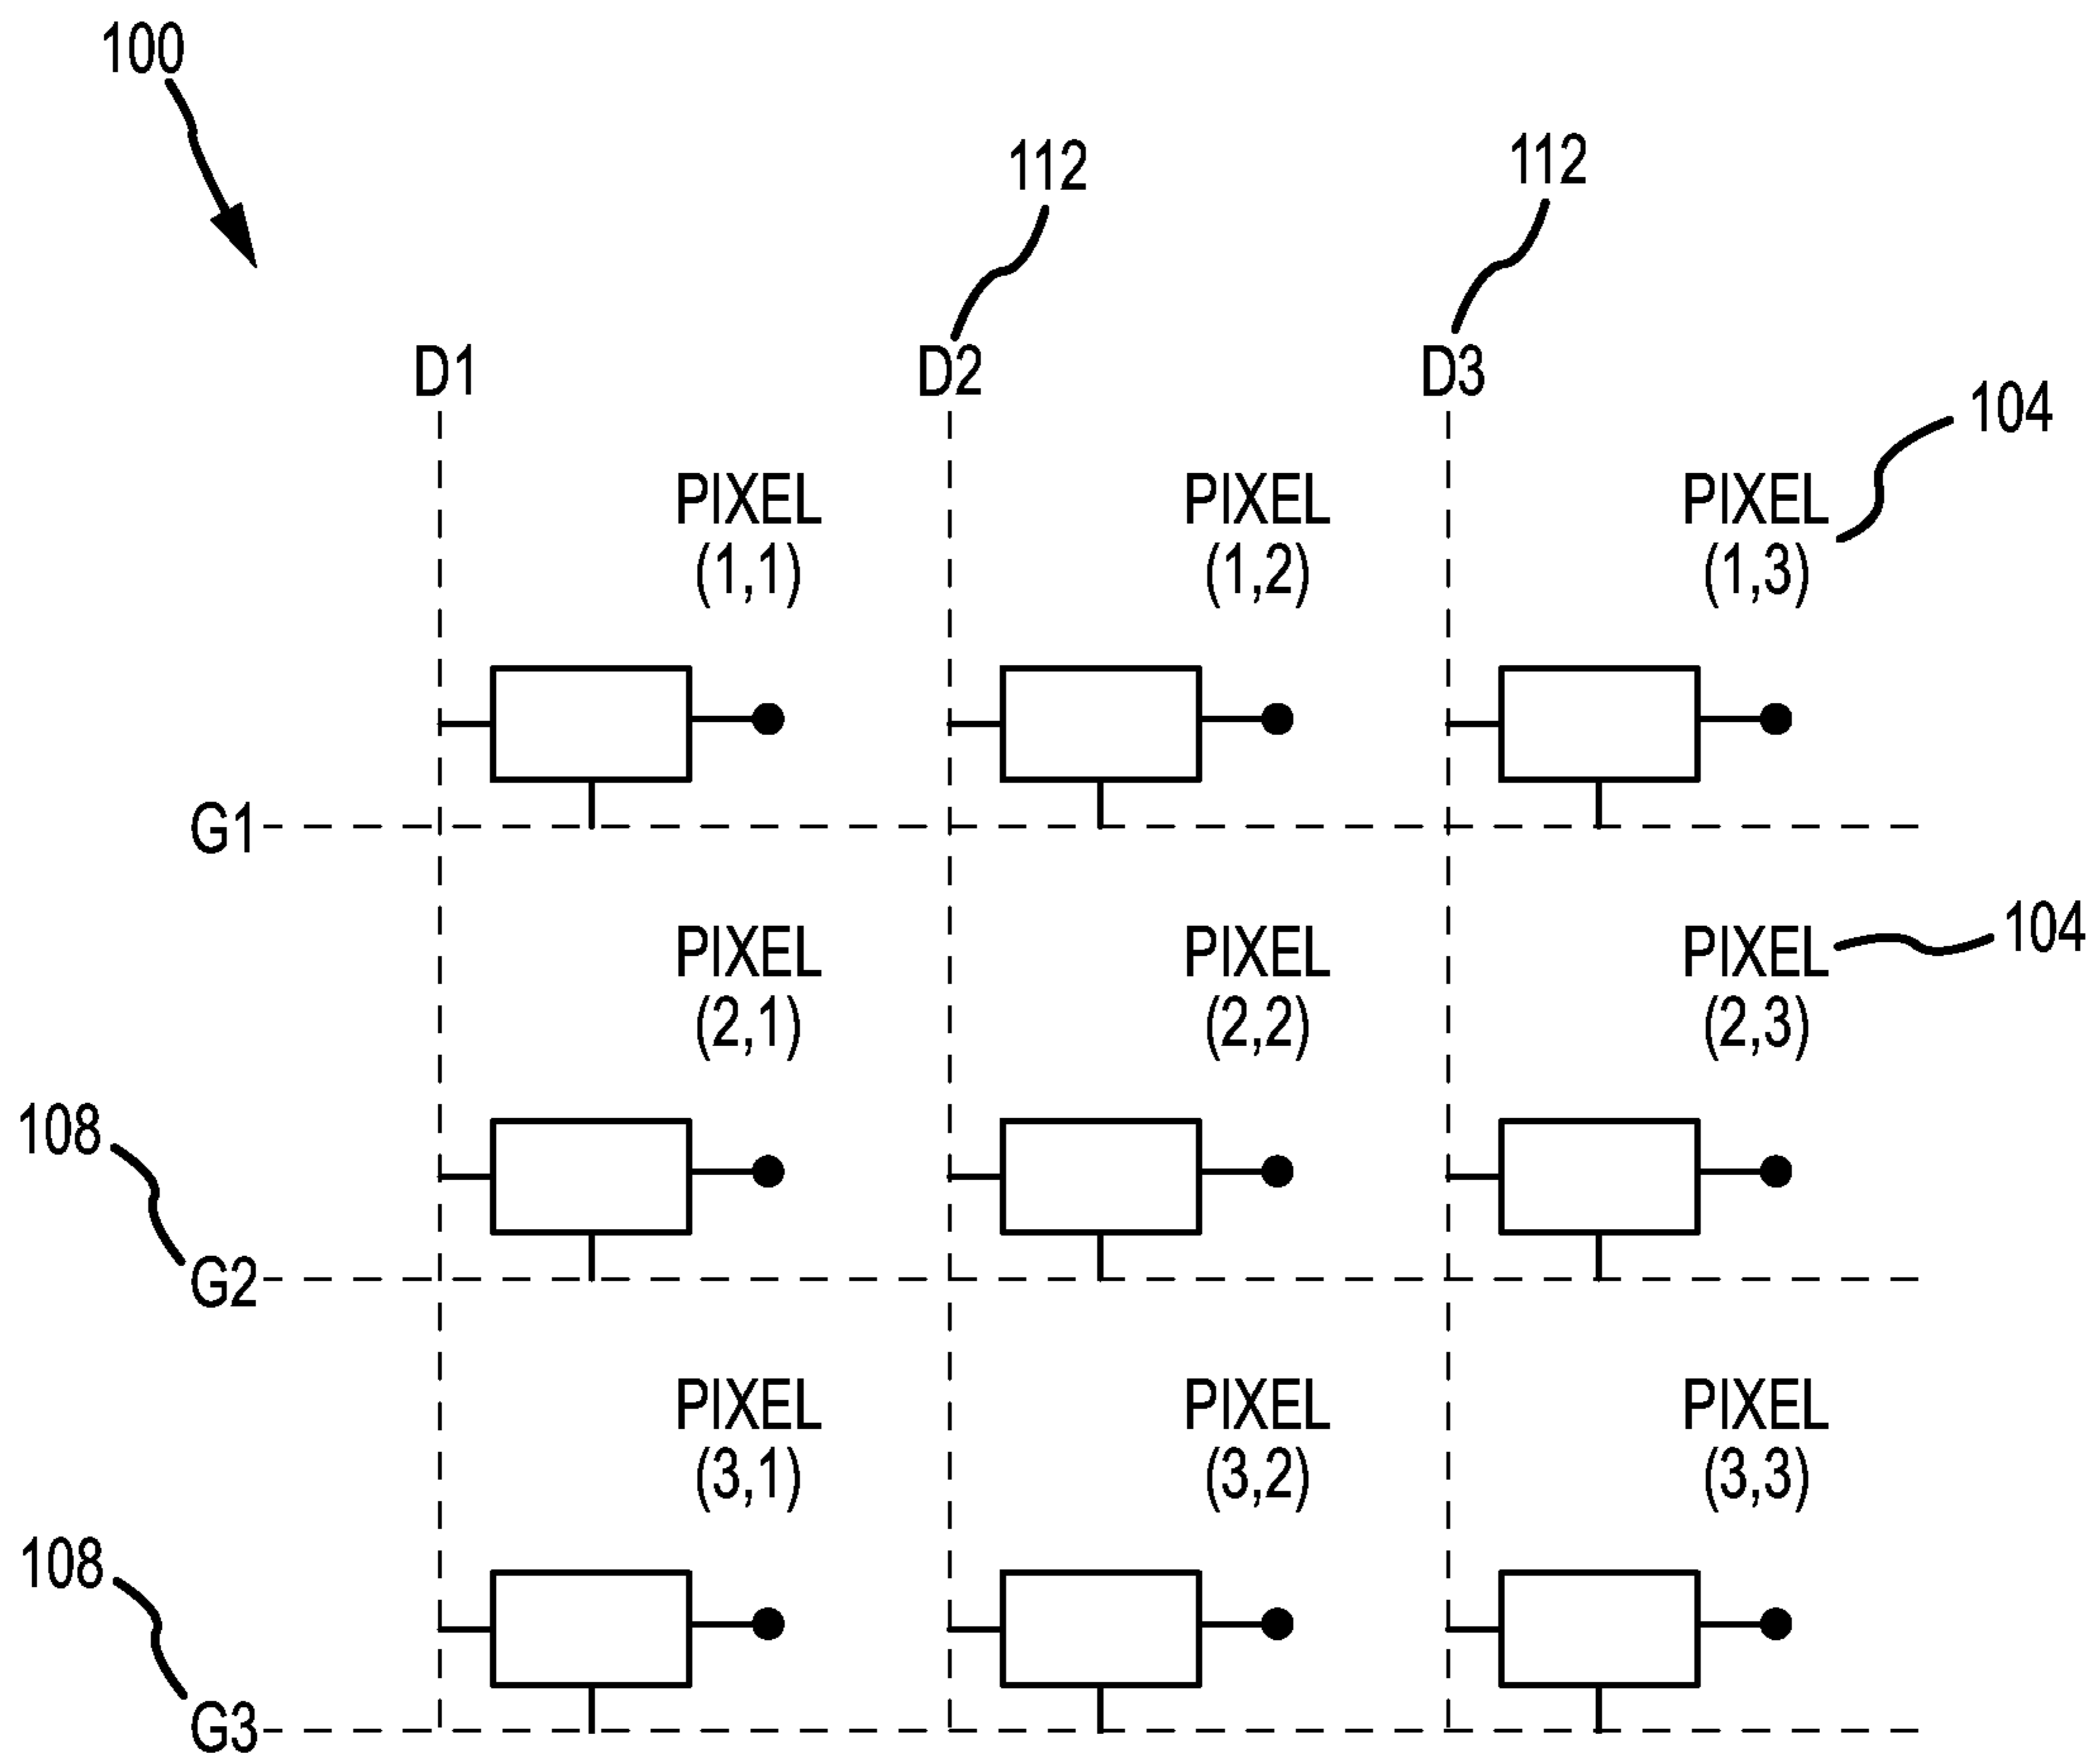 100
112
112
D1
D2
D3
104
PIXEL
(1,1)
PIXEL
(1,2)
PIXEL
(1,3)
G1
PIXEL
(2,1)
PIXEL
(2,2)
PIXEL
(2,3)
104
108
G2
PIXEL
(3,1)
PIXEL
(3,2)
PIXEL
(3,3)
108
G3